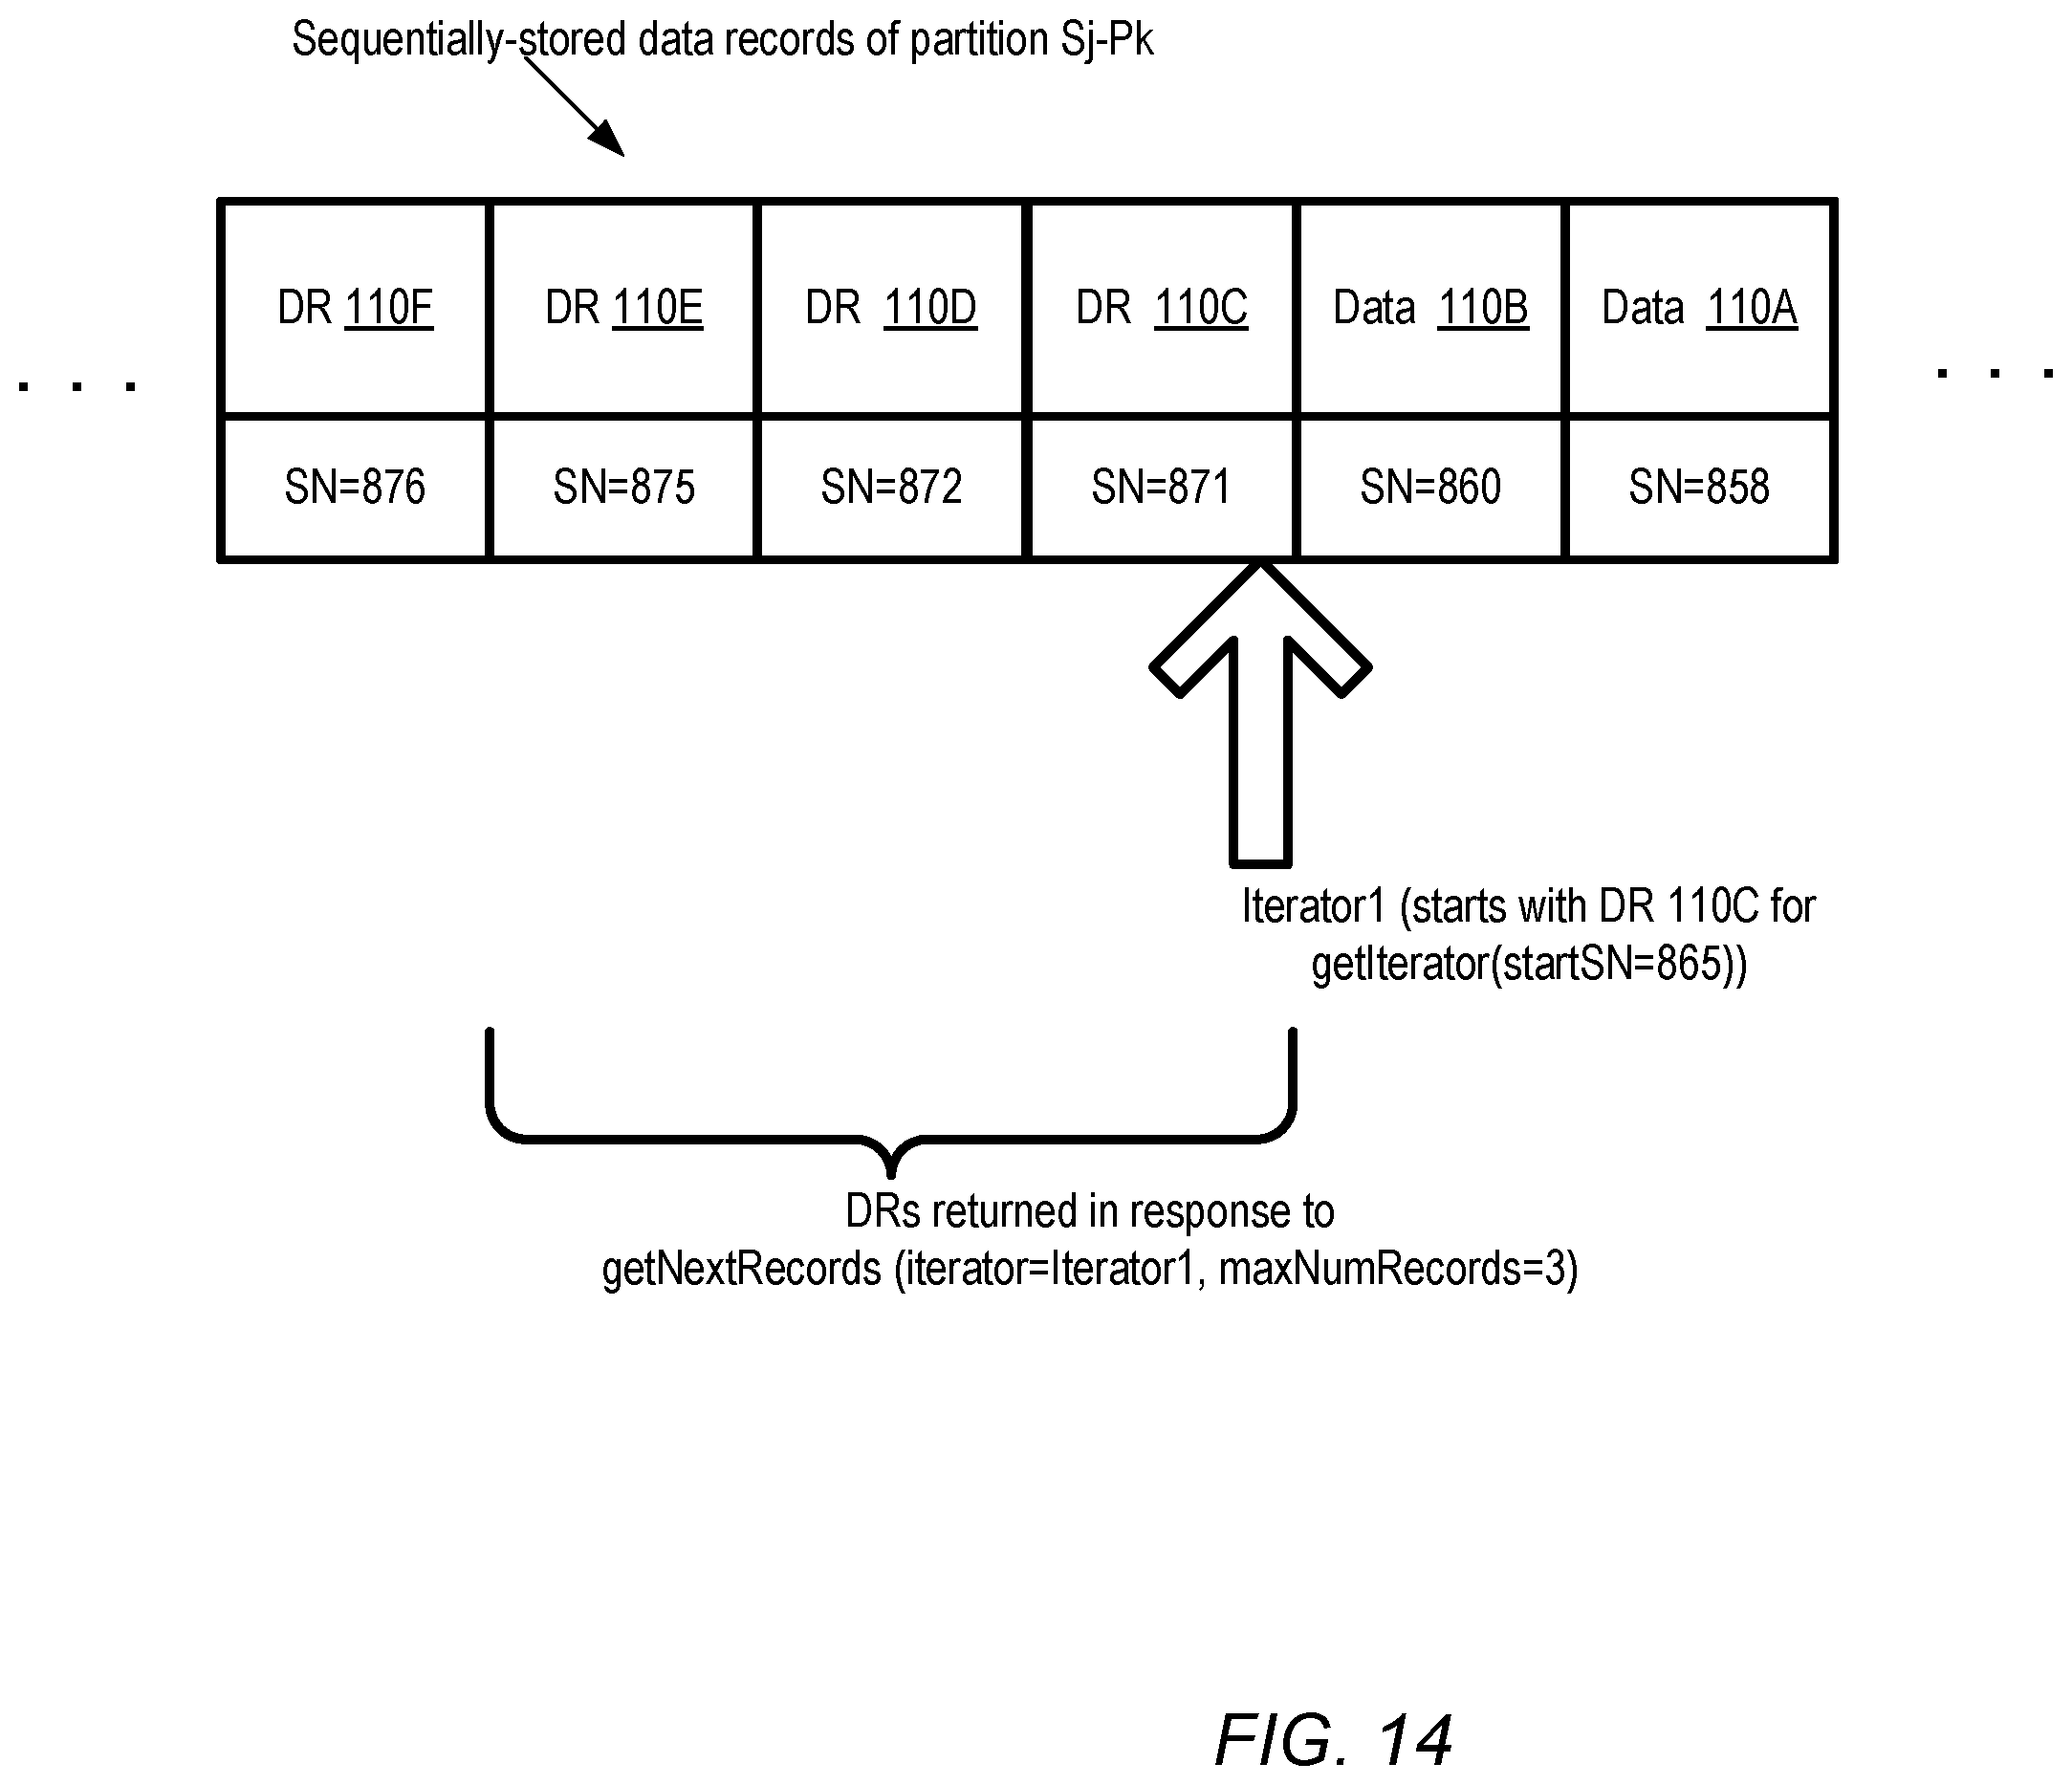 Sequentially-stored data records of partition Sj-Pk
DR 110F DR 110E DR 110D DR 110C Data 110B Data 110A
. . . . . .
SN=876 SN=875 SN=872 SN=871 SN=860 SN=858
Iterator1 (starts with DR 110C for
getIterator(startSN=865))
DRs returned in response to
getNextRecords (iterator=Iterator1, maxNumRecords=3)
FIG. 14